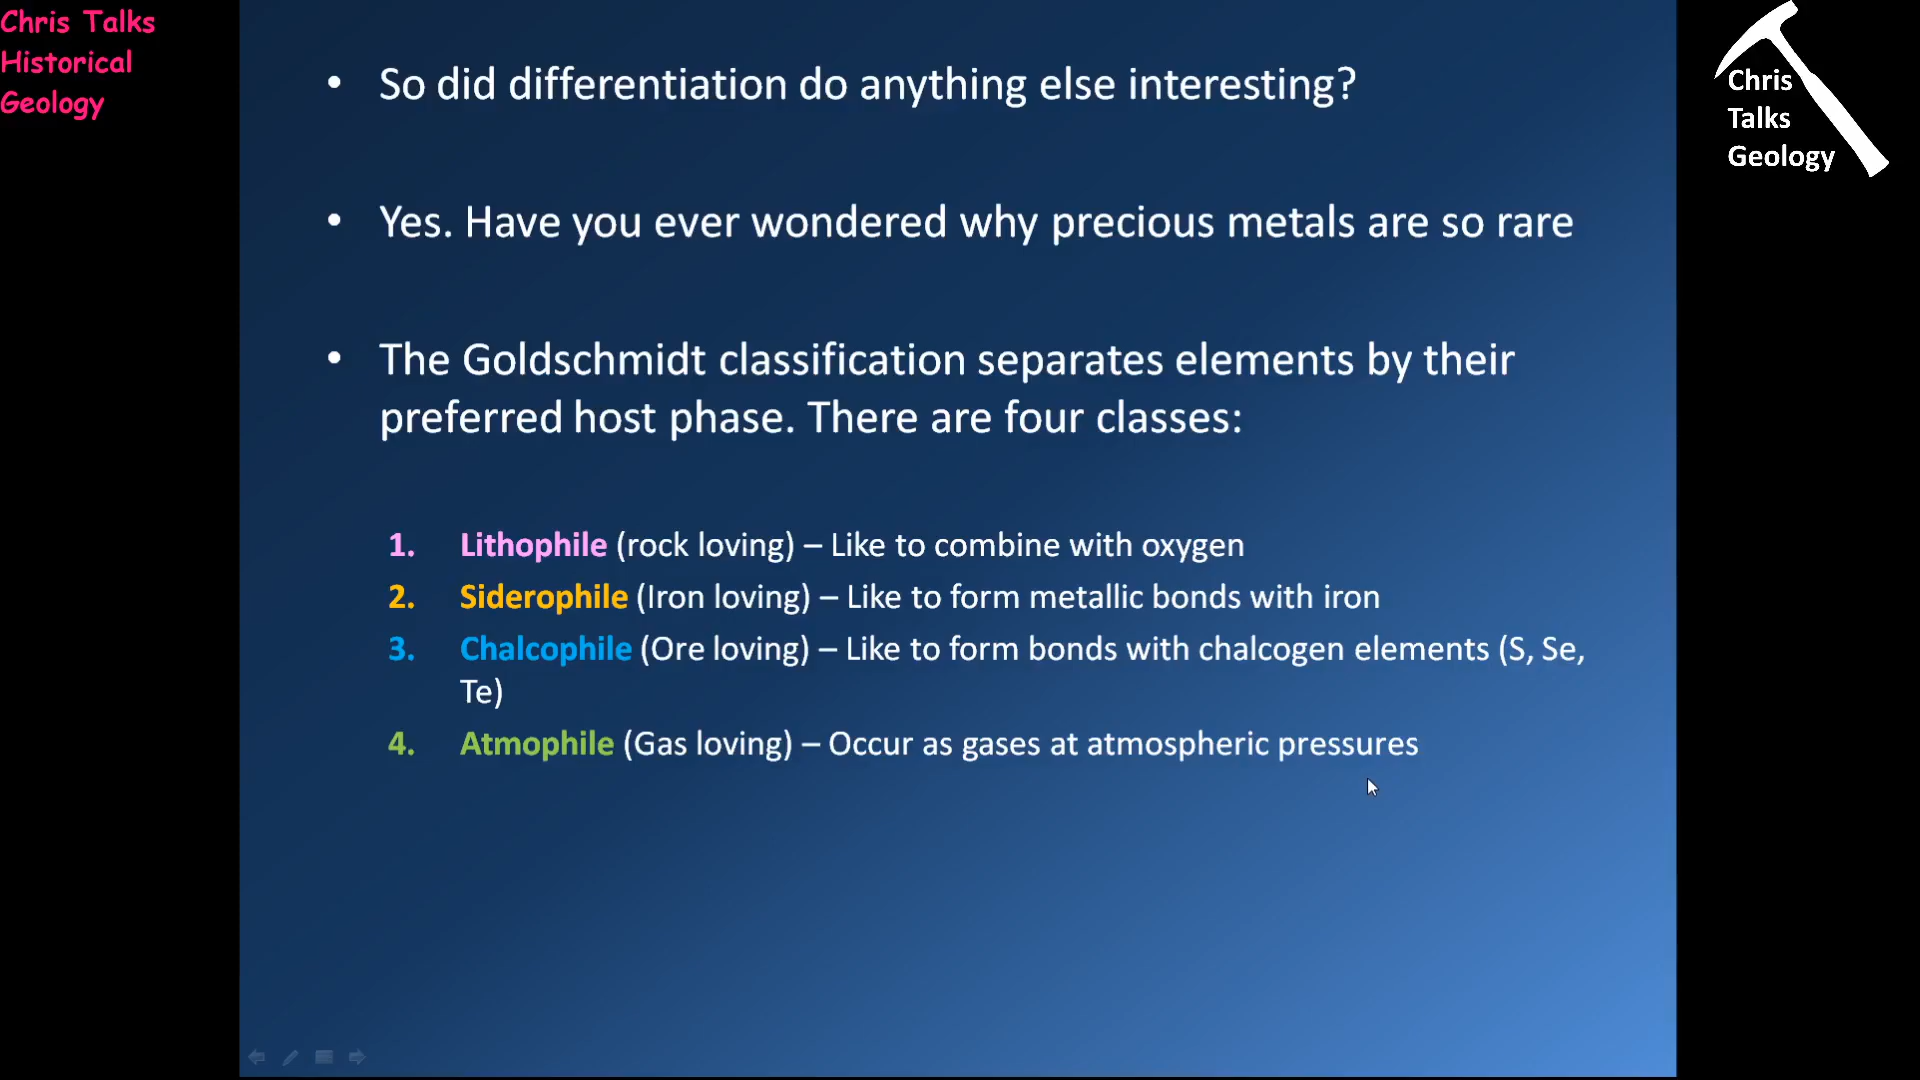 Chris Talks
Historical
Geology
Chris
Talks
Geology
• So did differentiation do anything else interesting?
• Yes. Have you ever wondered why precious metals are so rare
• The Goldschmidt classification separates elements by their
preferred host phase. There are four classes:
1. Lithophile (rock loving) – Like to combine with oxygen
2. Siderophile (Iron loving) – Like to form metallic bonds with iron
3. Chalcophile (Ore loving) – Like to form bonds with chalcogen elements (S, Se,
Te)
4. Atmophile (Gas loving) – Occur as gases at atmospheric pressures